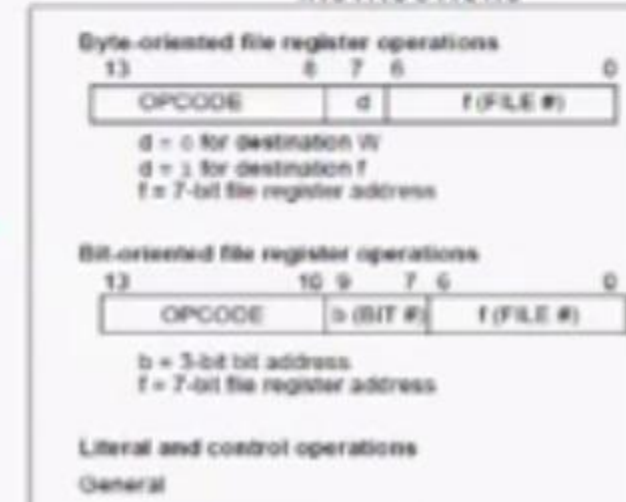 Byte-oriented file register operations
13 8 7 6 0
OPCODE d f (FILE #)
d = 0 for destination W
d = 1 for destination f
f = 7-bit file register address
Bit-oriented file register operations
13 10 9 7 6 0
OPCODE b (BIT #) f (FILE #)
b = 3-bit bit address
f = 7-bit file register address
Literal and control operations
General